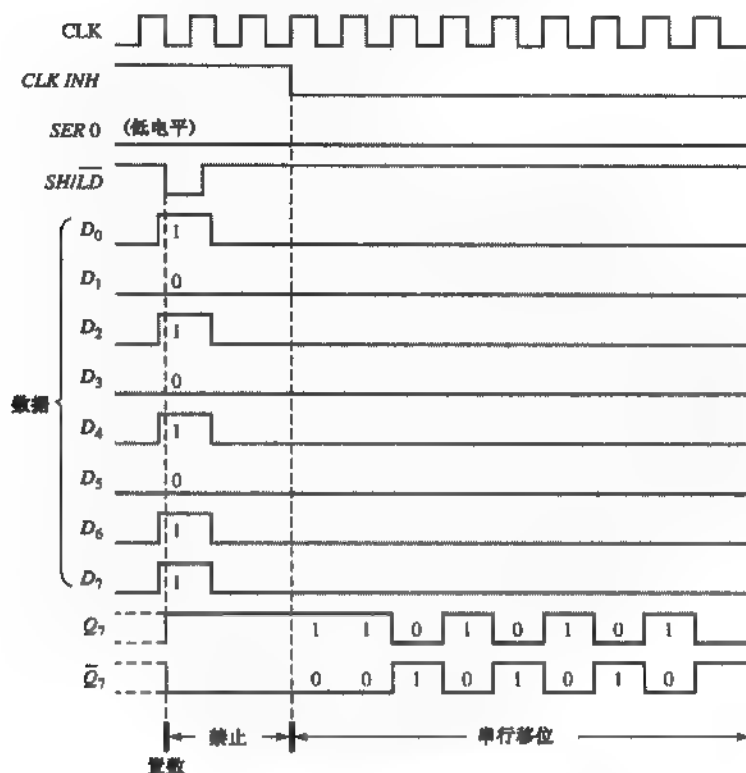 CLK
CLK INH
SER 0 (低电平)
SH/L̅D̅
D₀ 1
D₁ 0
D₂ 1
D₃ 0
数据
D₄ 1
D₅ 0
D₆ 1
D₇ 1
Q₇ 1 1 0 1 0 1 0 1
Q̅₇ 0 0 1 0 1 0 1 0
禁止 串行移位
置数